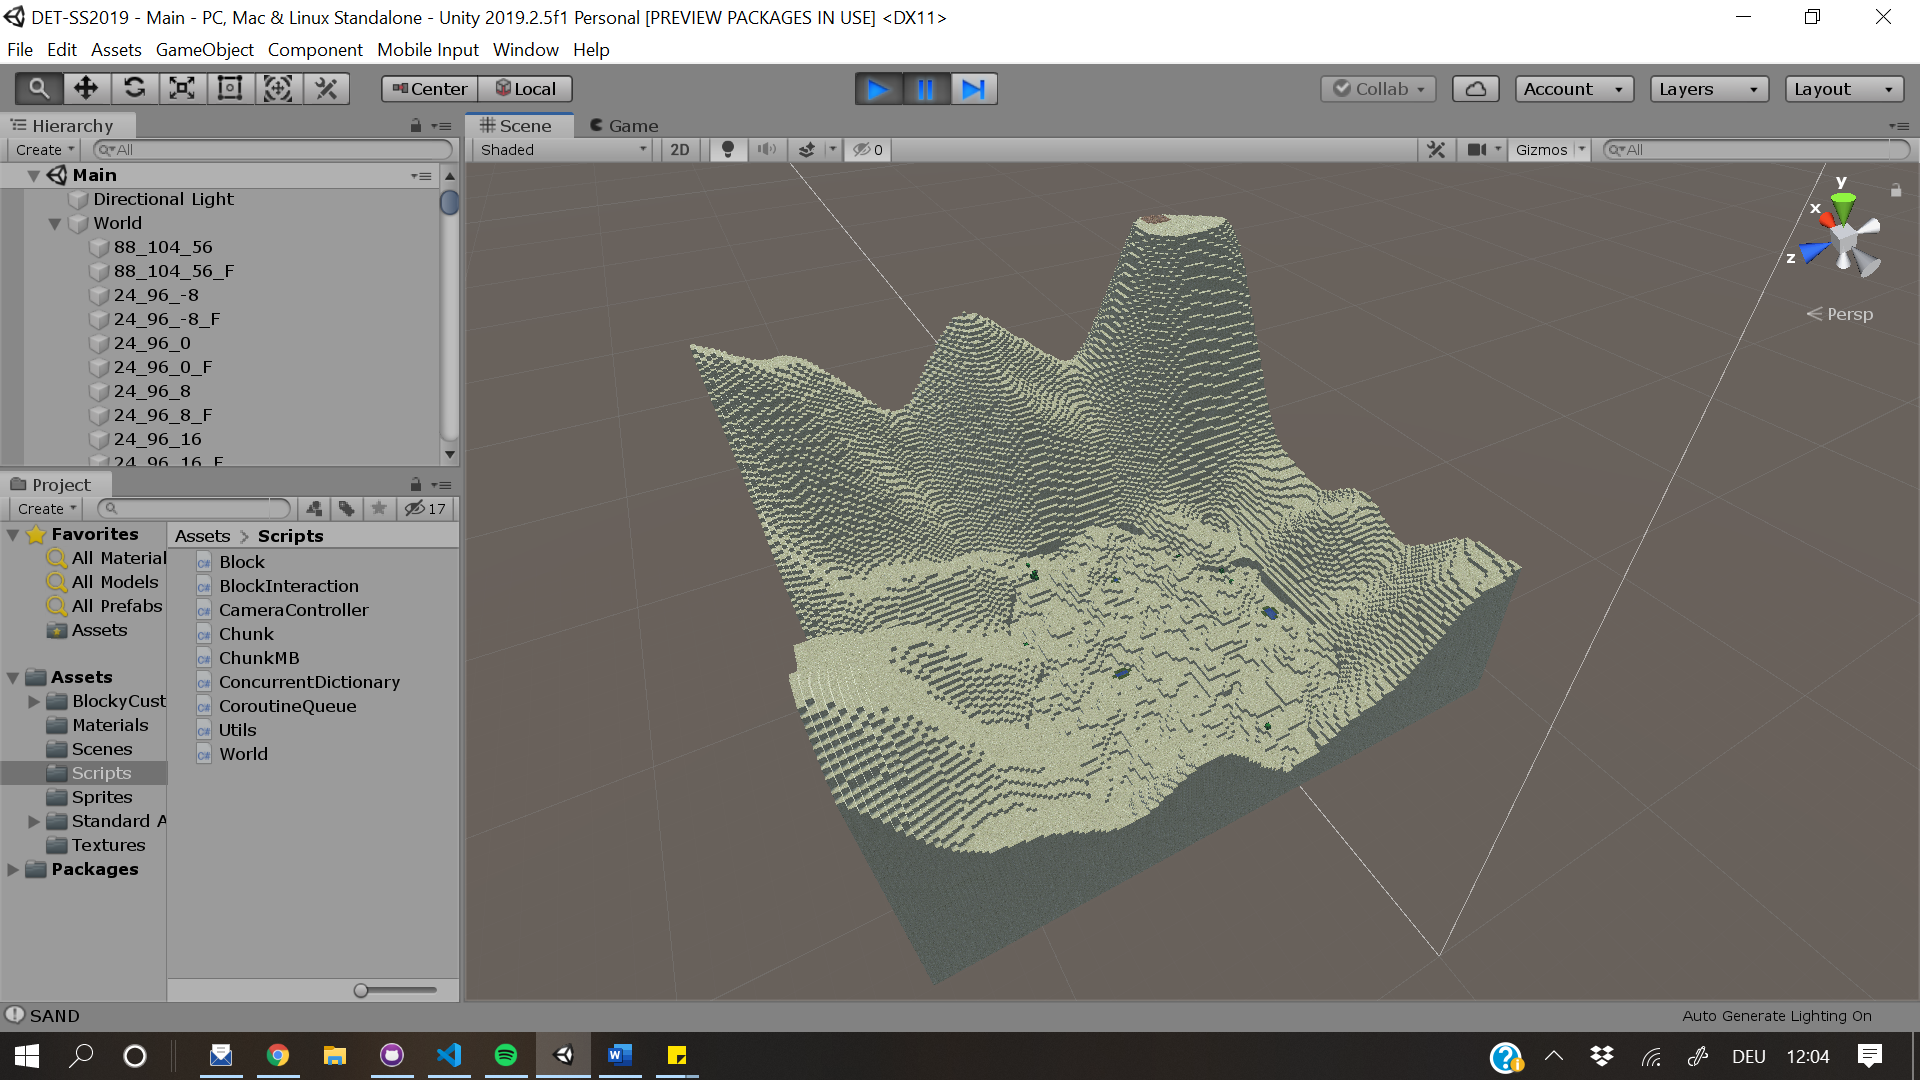 DET-SS2019 - Main - PC, Mac & Linux Standalone - Unity 2019.2.5f1 Personal [PREVIEW PACKAGES IN USE] <DX11>
File Edit Assets GameObject Component Mobile Input Window Help
Center Local Collab Account Layers Layout
Hierarchy
Create All
Main
Directional Light
World
88_104_56
88_104_56_F
24_96_-8
24_96_-8_F
24_96_0
24_96_0_F
24_96_8
24_96_8_F
24_96_16
24_96_16_F
Scene Game
Shaded 2D 0 Gizmos All
y
x
z
Persp
Project
Create 17
Favorites
All Material
All Models
All Prefabs
Assets
Assets
BlockyCust
Materials
Scenes
Scripts
Sprites
Standard A
Textures
Packages
Assets > Scripts
Block
BlockInteraction
CameraController
Chunk
ChunkMB
ConcurrentDictionary
CoroutineQueue
Utils
World
SAND
Auto Generate Lighting On
DEU 12:04